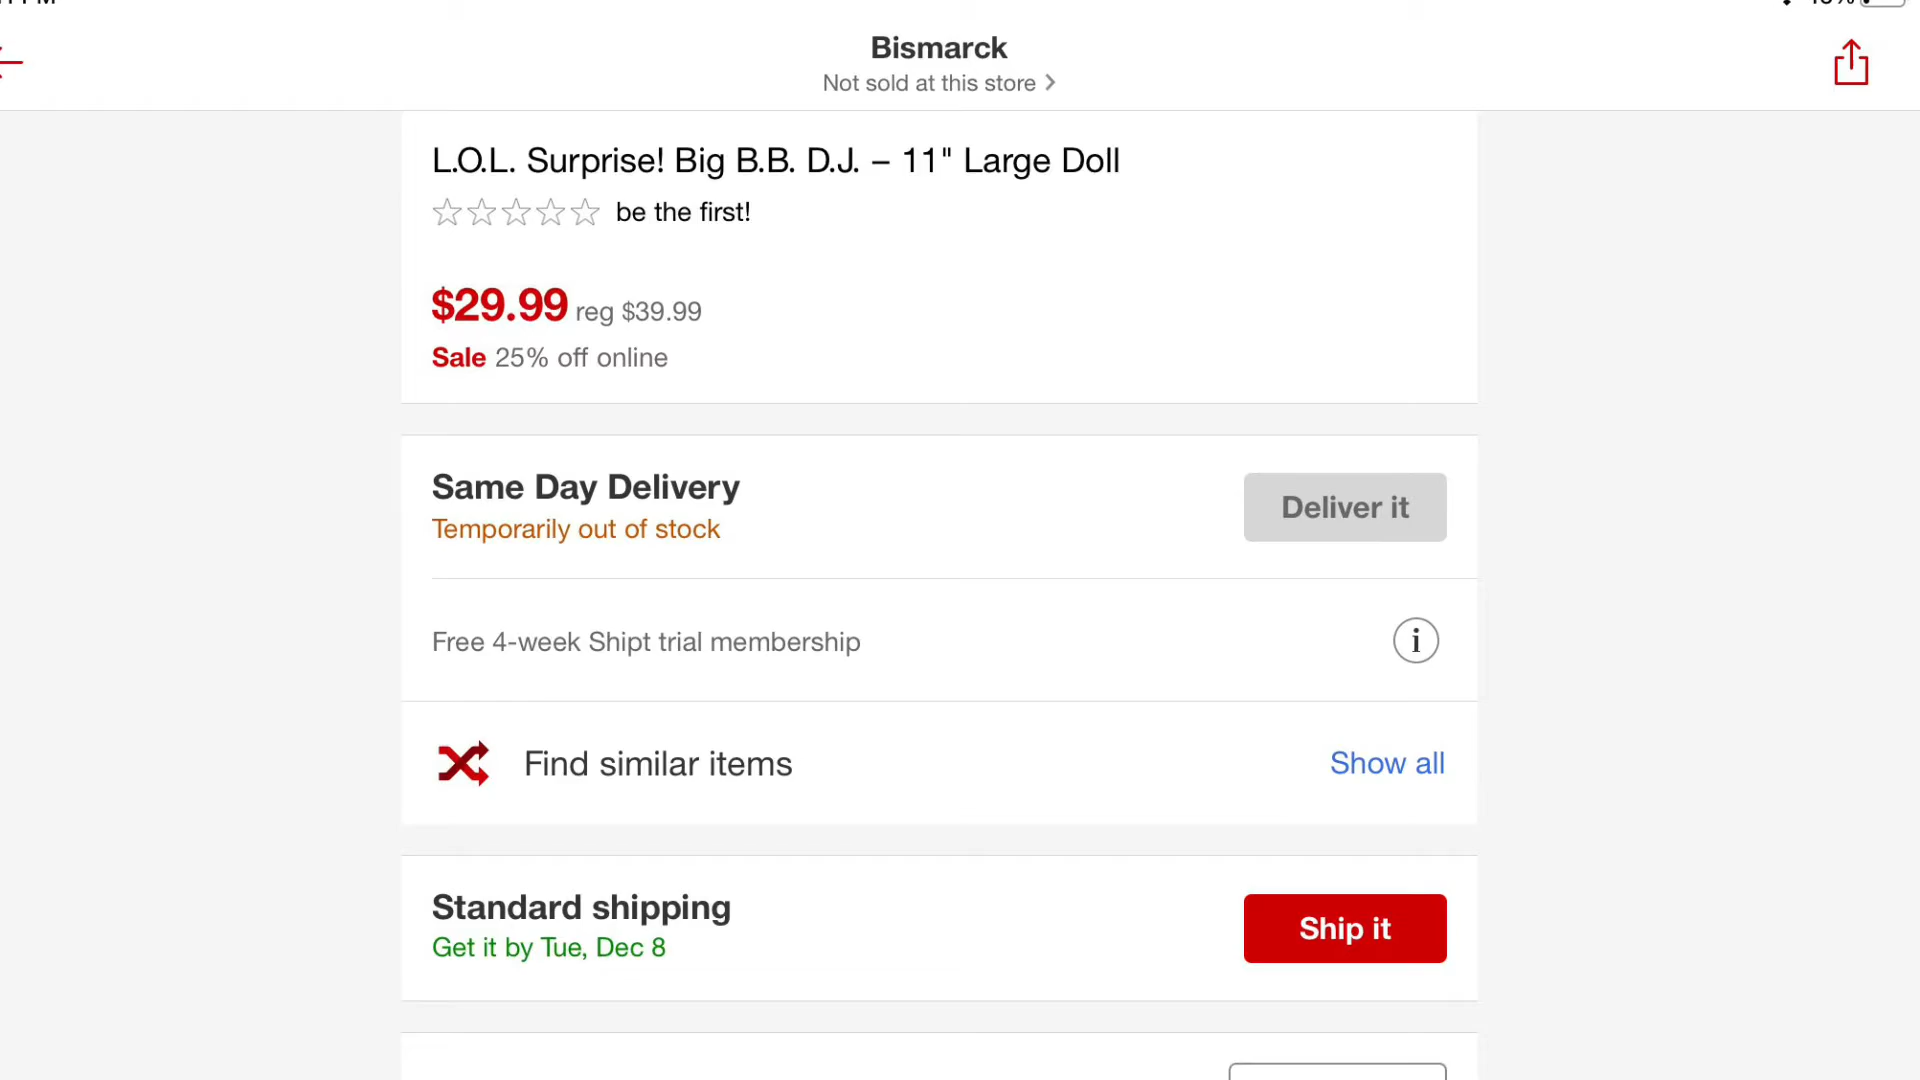 Bismarck
Not sold at this store
L.O.L. Surprise! Big B.B. D.J. – 11" Large Doll
be the first!
$29.99 reg $39.99
Sale 25% off online
Same Day Delivery
Temporarily out of stock
Deliver it
Free 4-week Shipt trial membership
i
Find similar items
Show all
Standard shipping
Get it by Tue, Dec 8
Ship it